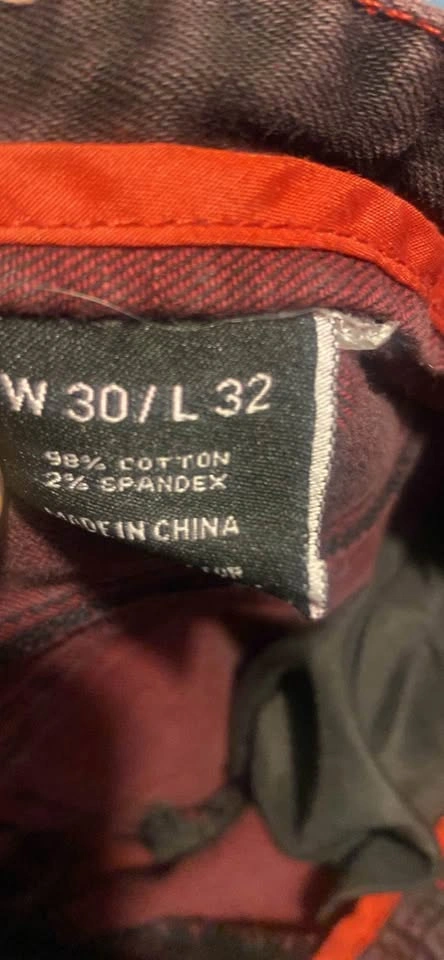 W 30 / L 32
98% COTTON
2% SPANDEX
MADE IN CHINA